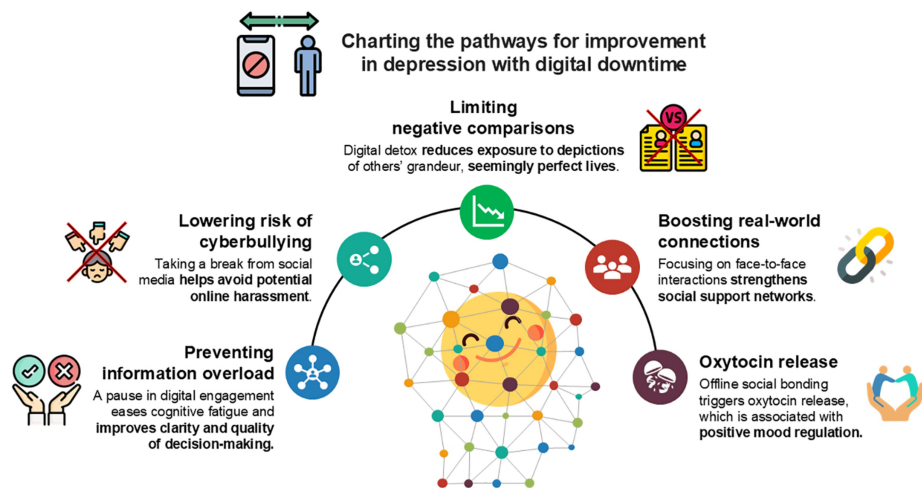 Charting the pathways for improvement
in depression with digital downtime
Limiting
negative comparisons
Digital detox reduces exposure to depictions
of others' grandeur, seemingly perfect lives.
VS
Lowering risk of
cyberbullying
Taking a break from social
media helps avoid potential
online harassment.
Boosting real-world
connections
Focusing on face-to-face
interactions strengthens
social support networks.
Preventing
information overload
A pause in digital engagement
eases cognitive fatigue and
improves clarity and quality
of decision-making.
Oxytocin release
Offline social bonding
triggers oxytocin release,
which is associated with
positive mood regulation.